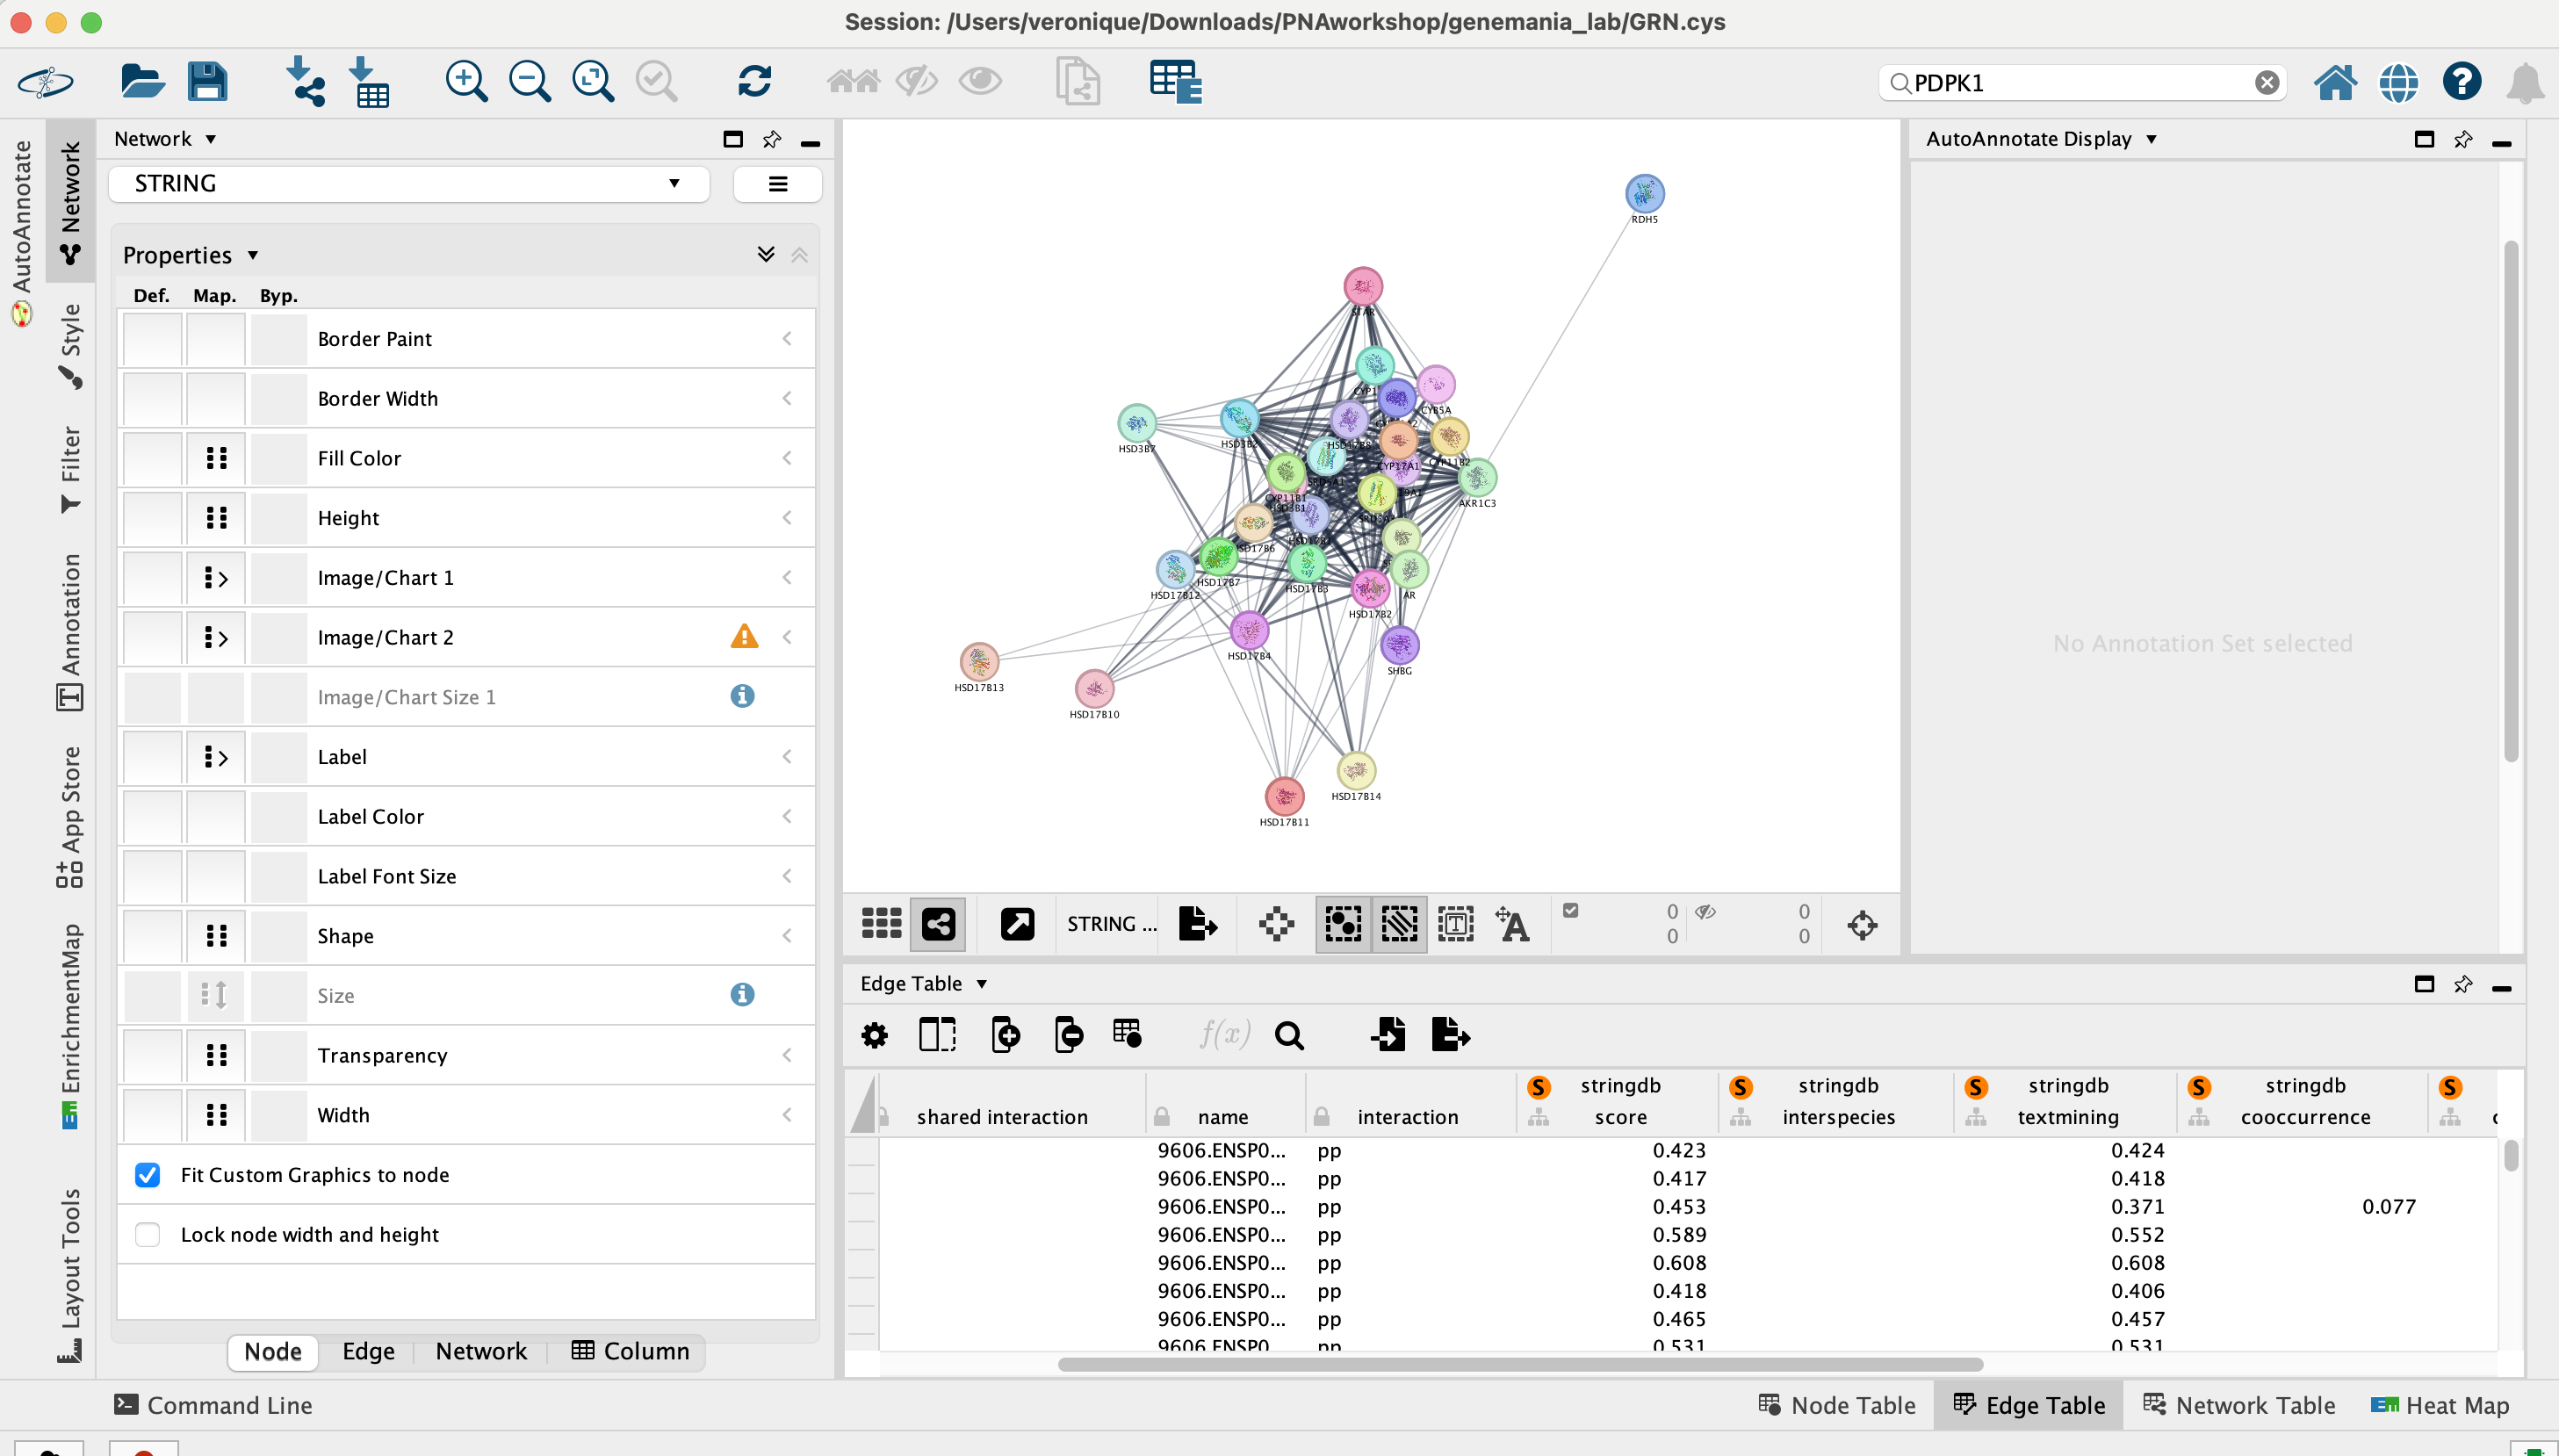 Session: /Users/veronique/Downloads/PNAworkshop/genemania_lab/GRN.cys
PDPK1
AutoAnnotate
Network
Style
Filter
Annotation
App Store
EnrichmentMap
Layout Tools
Network
STRING
Properties
Def. Map. Byp.
Border Paint
Border Width
Fill Color
Height
Image/Chart 1
Image/Chart 2
Image/Chart Size 1
Label
Label Color
Label Font Size
Shape
Size
Transparency
Width
Fit Custom Graphics to node
Lock node width and height
Node Edge Network Column
RDH5
STAR
CYB5A
HSD3B7
HSD3B2
HSD17B8
CYP17A1
CYP11B2
SRD5A1
AKR1C3
CYP11B1
HSD3B1
HSD17B12
HSD17B7
HSD17B3
AR
HSD17B2
HSD17B4
SHBG
HSD17B13
HSD17B10
HSD17B14
HSD17B11
STRING ...
0 0
0 0
AutoAnnotate Display
No Annotation Set selected
Edge Table
f(x)
shared interaction name interaction stringdb score stringdb interspecies stringdb textmining stringdb cooccurrence
9606.ENSP0... pp 0.423 0.424
9606.ENSP0... pp 0.417 0.418
9606.ENSP0... pp 0.453 0.371 0.077
9606.ENSP0... pp 0.589 0.552
9606.ENSP0... pp 0.608 0.608
9606.ENSP0... pp 0.418 0.406
9606.ENSP0... pp 0.465 0.457
9606.ENSP0... pp 0.531 0.531
Command Line
Node Table Edge Table Network Table Heat Map